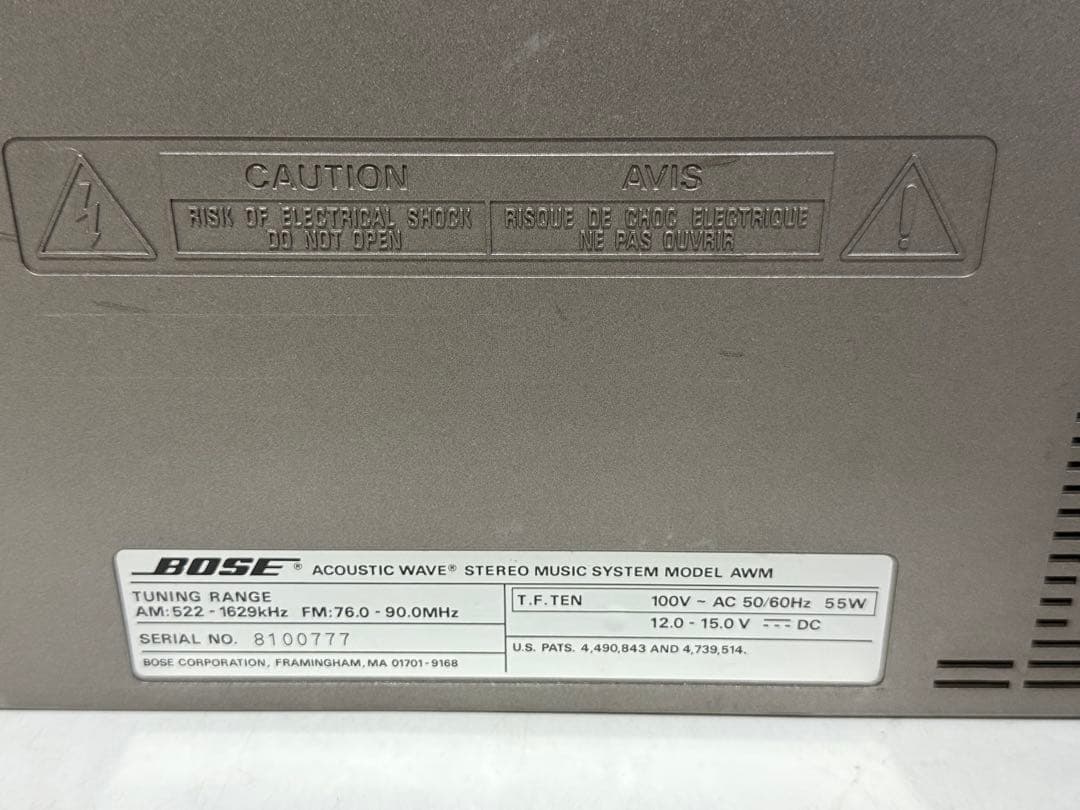 CAUTION AVIS
RISK OF ELECTRICAL SHOCK RISQUE DE CHOC ELECTRIQUE
DO NOT OPEN NE PAS OUVRIR
BOSE® ACOUSTIC WAVE® STEREO MUSIC SYSTEM MODEL AWM
TUNING RANGE
AM:522 - 1629kHz FM:76.0 - 90.0MHz
SERIAL NO. 8100777
BOSE CORPORATION, FRAMINGHAM, MA 01701-9168
T.F.TEN 100V ~ AC 50/60Hz 55W
12.0 - 15.0 V ⎓ DC
U.S. PATS. 4,490,843 AND 4,739,514.